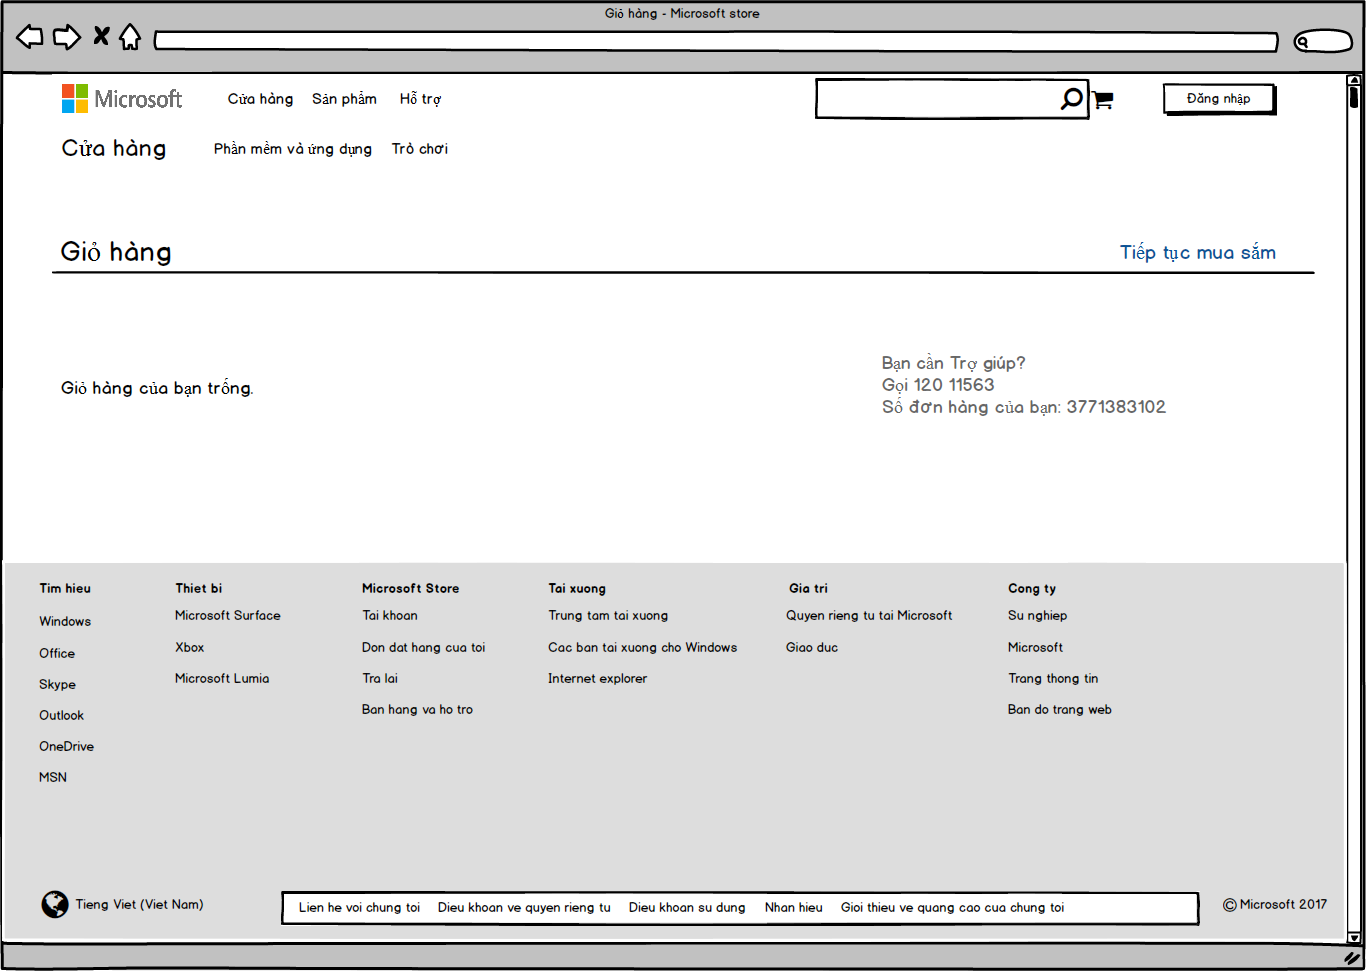 Giỏ hàng - Microsoft store
Microsoft Cửa hàng Sản phẩm Hỗ trợ Đăng nhập
Cửa hàng Phần mềm và ứng dụng Trò chơi
Giỏ hàng Tiếp tục mua sắm
Bạn cần Trợ giúp?
Giỏ hàng của bạn trống.
Gọi 120 11563
Số đơn hàng của bạn: 3771383102
Tim hieu
Windows
Office
Skype
Outlook
OneDrive
MSN
Thiet bi
Microsoft Surface
Xbox
Microsoft Lumia
Microsoft Store
Tai khoan
Don dat hang cua toi
Tra lai
Ban hang va ho tro
Tai xuong
Trung tam tai xuong
Cac ban tai xuong cho Windows
Internet explorer
Gia tri
Quyen rieng tu tai Microsoft
Giao duc
Cong ty
Su nghiep
Microsoft
Trang thong tin
Ban do trang web
Tieng Viet (Viet Nam) Lien he voi chung toi Dieu khoan ve quyen rieng tu Dieu khoan su dung Nhan hieu Gioi thieu ve quang cao cua chung toi © Microsoft 2017